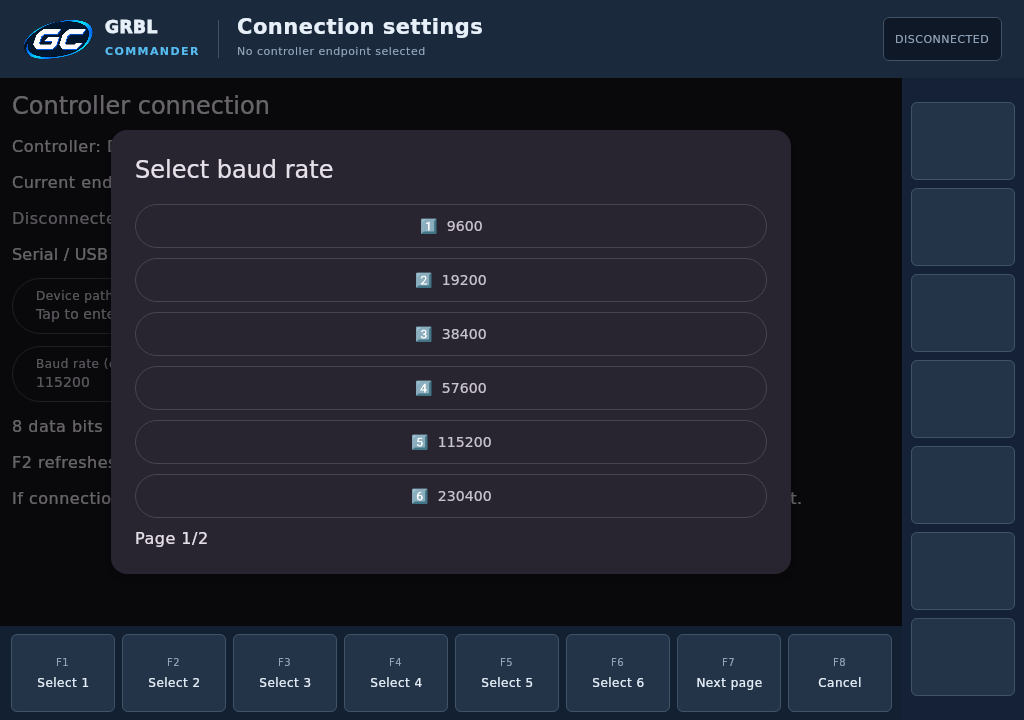 GC
GRBL
COMMANDER
Connection settings
No controller endpoint selected
DISCONNECTED
Controller connection
Controller:
Current end
Disconnecte
Serial / USB
Device path
Tap to ente
Baud rate (
115200
8 data bits
F2 refreshes
If connectio
t.
Select baud rate
1 9600
2 19200
3 38400
4 57600
5 115200
6 230400
Page 1/2
F1
Select 1
F2
Select 2
F3
Select 3
F4
Select 4
F5
Select 5
F6
Select 6
F7
Next page
F8
Cancel